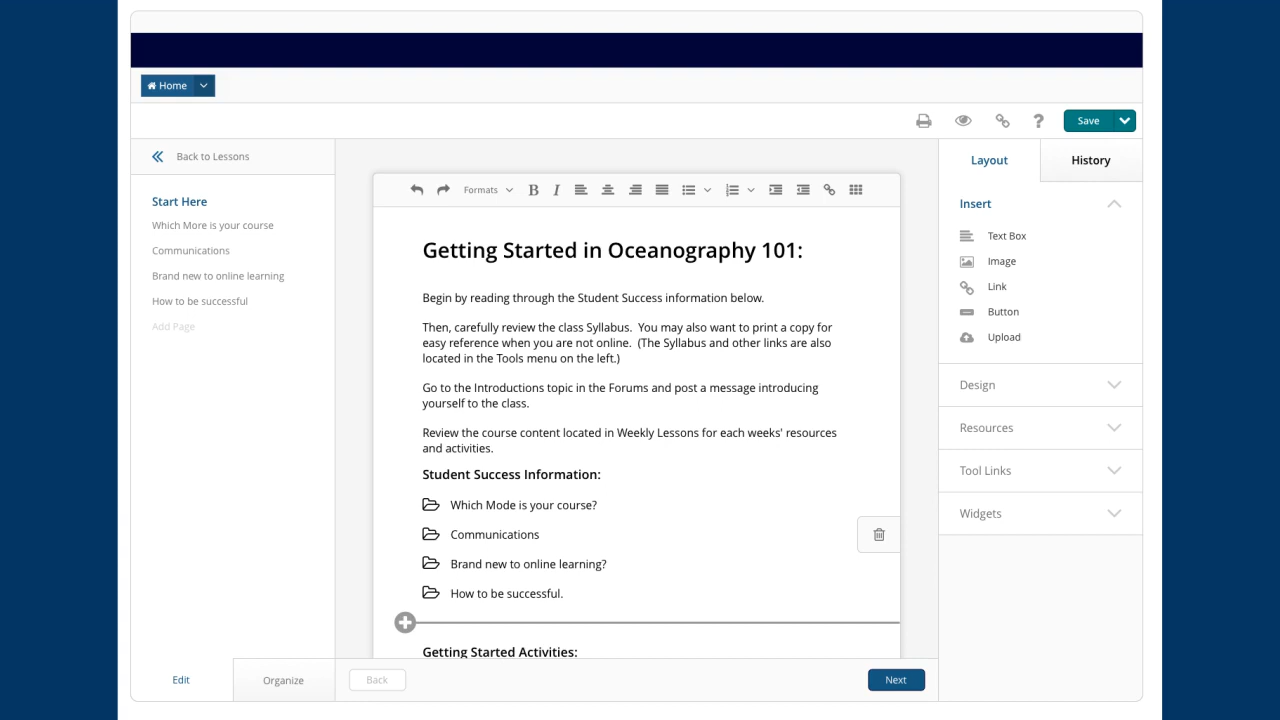 Home
Save
Back to Lessons
Layout
History
Start Here
Which More is your course
Communications
Brand new to online learning
How to be successful
Add Page
Formats
B
I
Getting Started in Oceanography 101:
Begin by reading through the Student Success information below.
Then, carefully review the class Syllabus. You may also want to print a copy for
easy reference when you are not online. (The Syllabus and other links are also
located in the Tools menu on the left.)
Go to the Introductions topic in the Forums and post a message introducing
yourself to the class.
Review the course content located in Weekly Lessons for each weeks' resources
and activities.
Student Success Information:
Which Mode is your course?
Communications
Brand new to online learning?
How to be successful.
Getting Started Activities:
Insert
Text Box
Image
Link
Button
Upload
Design
Resources
Tool Links
Widgets
Edit
Organize
Back
Next